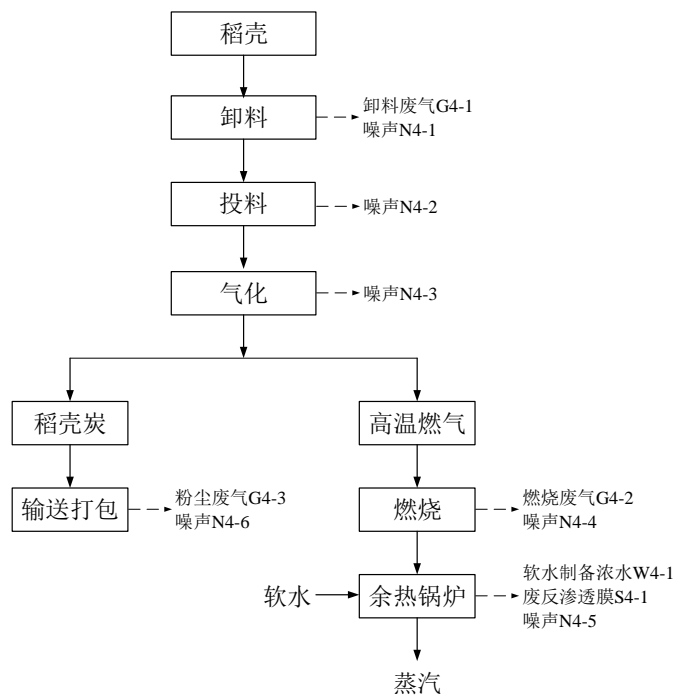 稻壳
卸料
卸料废气G4-1
噪声N4-1
投料
噪声N4-2
气化
噪声N4-3
稻壳炭
高温燃气
输送打包
粉尘废气G4-3
噪声N4-6
燃烧
燃烧废气G4-2
噪声N4-4
软水
余热锅炉
软水制备浓水W4-1
废反渗透膜S4-1
噪声N4-5
蒸汽